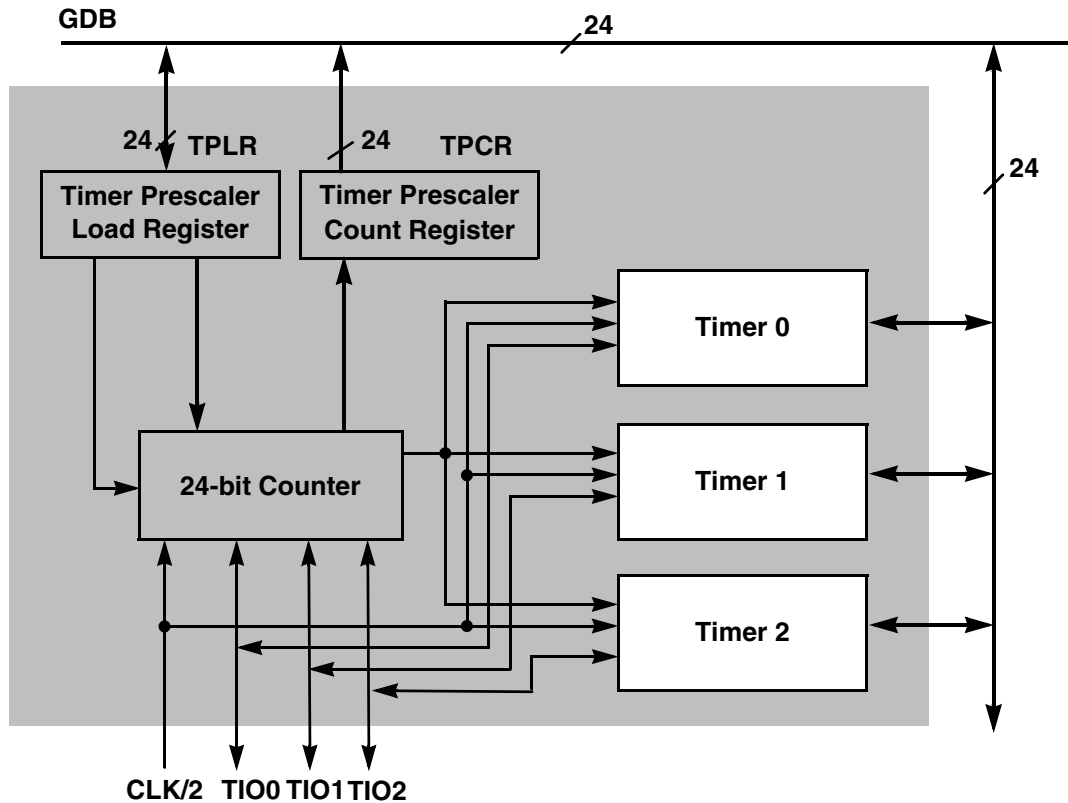 GDB
24
24
TPLR
24
TPCR
24
Timer Prescaler
Load Register
Timer Prescaler
Count Register
Timer 0
24-bit Counter
Timer 1
Timer 2
CLK/2
TIO0
TIO1
TIO2